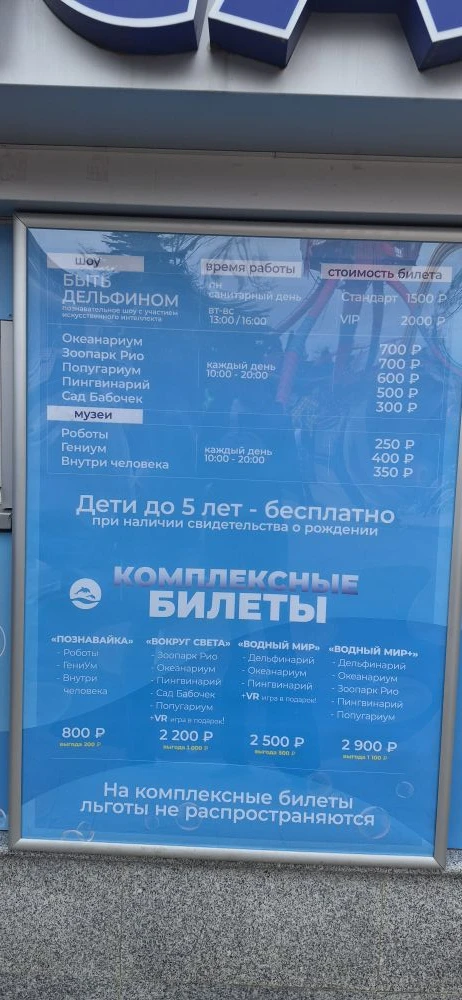 шоу
время работы
стоимость билета
БЫТЬ
ДЕЛЬФИНОМ
познавательное шоу с участием
искусственного интеллекта
пн
санитарный день
вт-вс
13:00/16:00
Стандарт 1500 ₽
VIP 2000 ₽
Океанариум 700 ₽
Зоопарк Рио 700 ₽
Попугариум 600 ₽
Пингвинарий 500 ₽
Сад Бабочек 300 ₽
каждый день
10:00 - 20:00
музеи
Роботы 250 ₽
Гениум 400 ₽
Внутри человека 350 ₽
каждый день
10:00 - 20:00
Дети до 5 лет - бесплатно
при наличии свидетельства о рождении
КОМПЛЕКСНЫЕ
БИЛЕТЫ
«ПОЗНАВАЙКА»
- Роботы
- ГениУм
- Внутри
человека
800 ₽
выгода 200 ₽
«ВОКРУГ СВЕТА»
- Зоопарк Рио
- Океанариум
- Пингвинарий
- Сад Бабочек
- Попугариум
+VR игра в подарок!
2 200 ₽
выгода 1 000 ₽
«ВОДНЫЙ МИР»
- Дельфинарий
- Океанариум
- Пингвинарий
+VR игра в подарок!
2 500 ₽
выгода 500 ₽
«ВОДНЫЙ МИР+»
- Дельфинарий
- Океанариум
- Зоопарк Рио
- Пингвинарий
- Попугариум
2 900 ₽
выгода 1 100 ₽
На комплексные билеты
льготы не распространяются